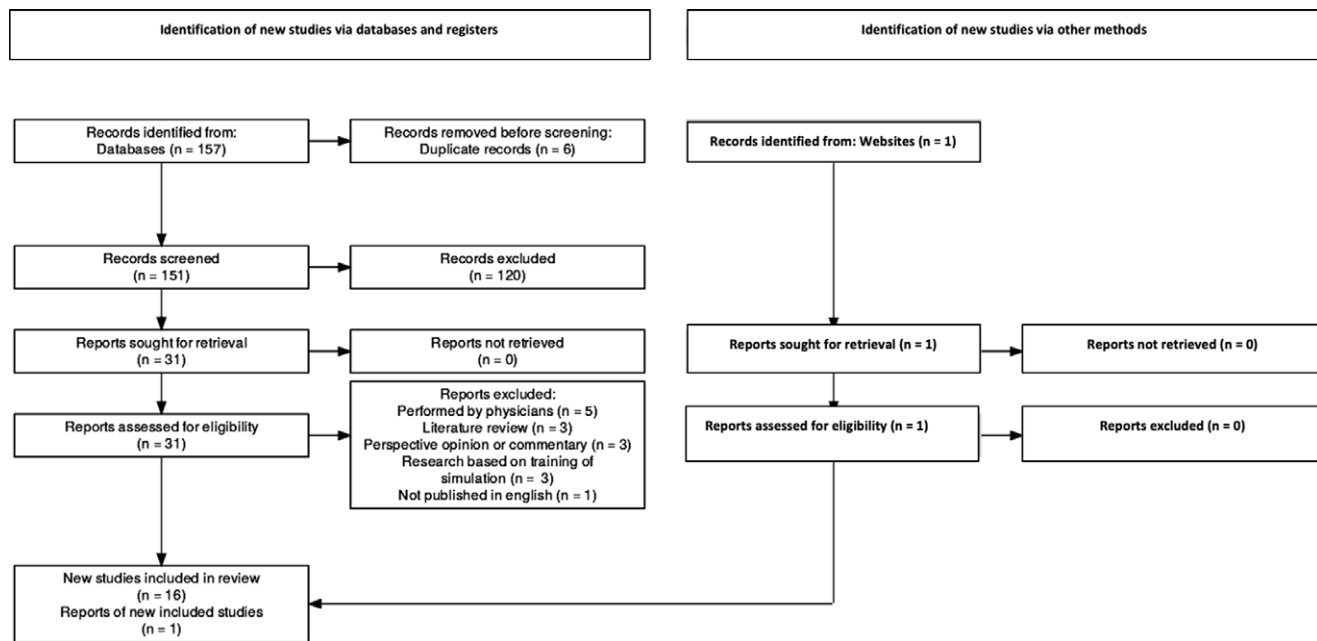 Identification of new studies via databases and registers
Identification of new studies via other methods
Records identified from:
Databases (n = 157)
Records removed before screening:
Duplicate records (n = 6)
Records identified from: Websites (n = 1)
Records screened
(n = 151)
Records excluded
(n = 120)
Reports sought for retrieval
(n = 31)
Reports not retrieved
(n = 0)
Reports sought for retrieval (n = 1)
Reports not retrieved (n = 0)
Reports assessed for eligibility
(n = 31)
Reports excluded:
Performed by physicians (n = 5)
Literature review (n = 3)
Perspective opinion or commentary (n = 3)
Research based on training of
simulation (n = 3)
Not published in english (n = 1)
Reports assessed for eligibility (n = 1)
Reports excluded (n = 0)
New studies included in review
(n = 16)
Reports of new included studies
(n = 1)